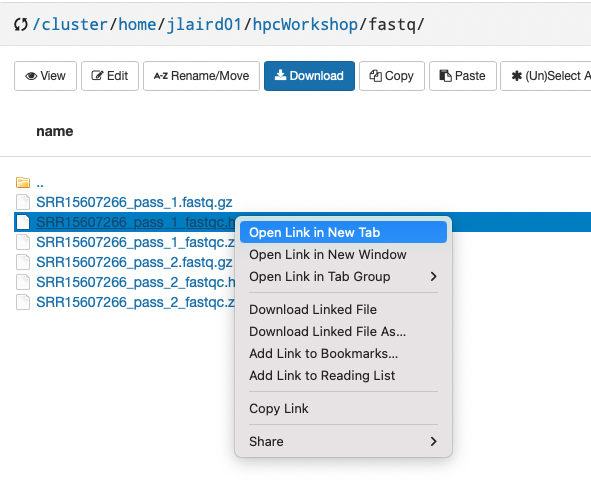 /cluster/home/jlaird01/hpcWorkshop/fastq/
View Edit A-Z Rename/Move Download Copy Paste (Un)Select A
name
..
SRR15607266_pass_1.fastq.gz
SRR15607266_pass_1_fastqc.h
SRR15607266_pass_1_fastqc.z
SRR15607266_pass_2.fastq.gz
SRR15607266_pass_2_fastqc.h
SRR15607266_pass_2_fastqc.z
Open Link in New Tab
Open Link in New Window
Open Link in Tab Group
Download Linked File
Download Linked File As...
Add Link to Bookmarks...
Add Link to Reading List
Copy Link
Share